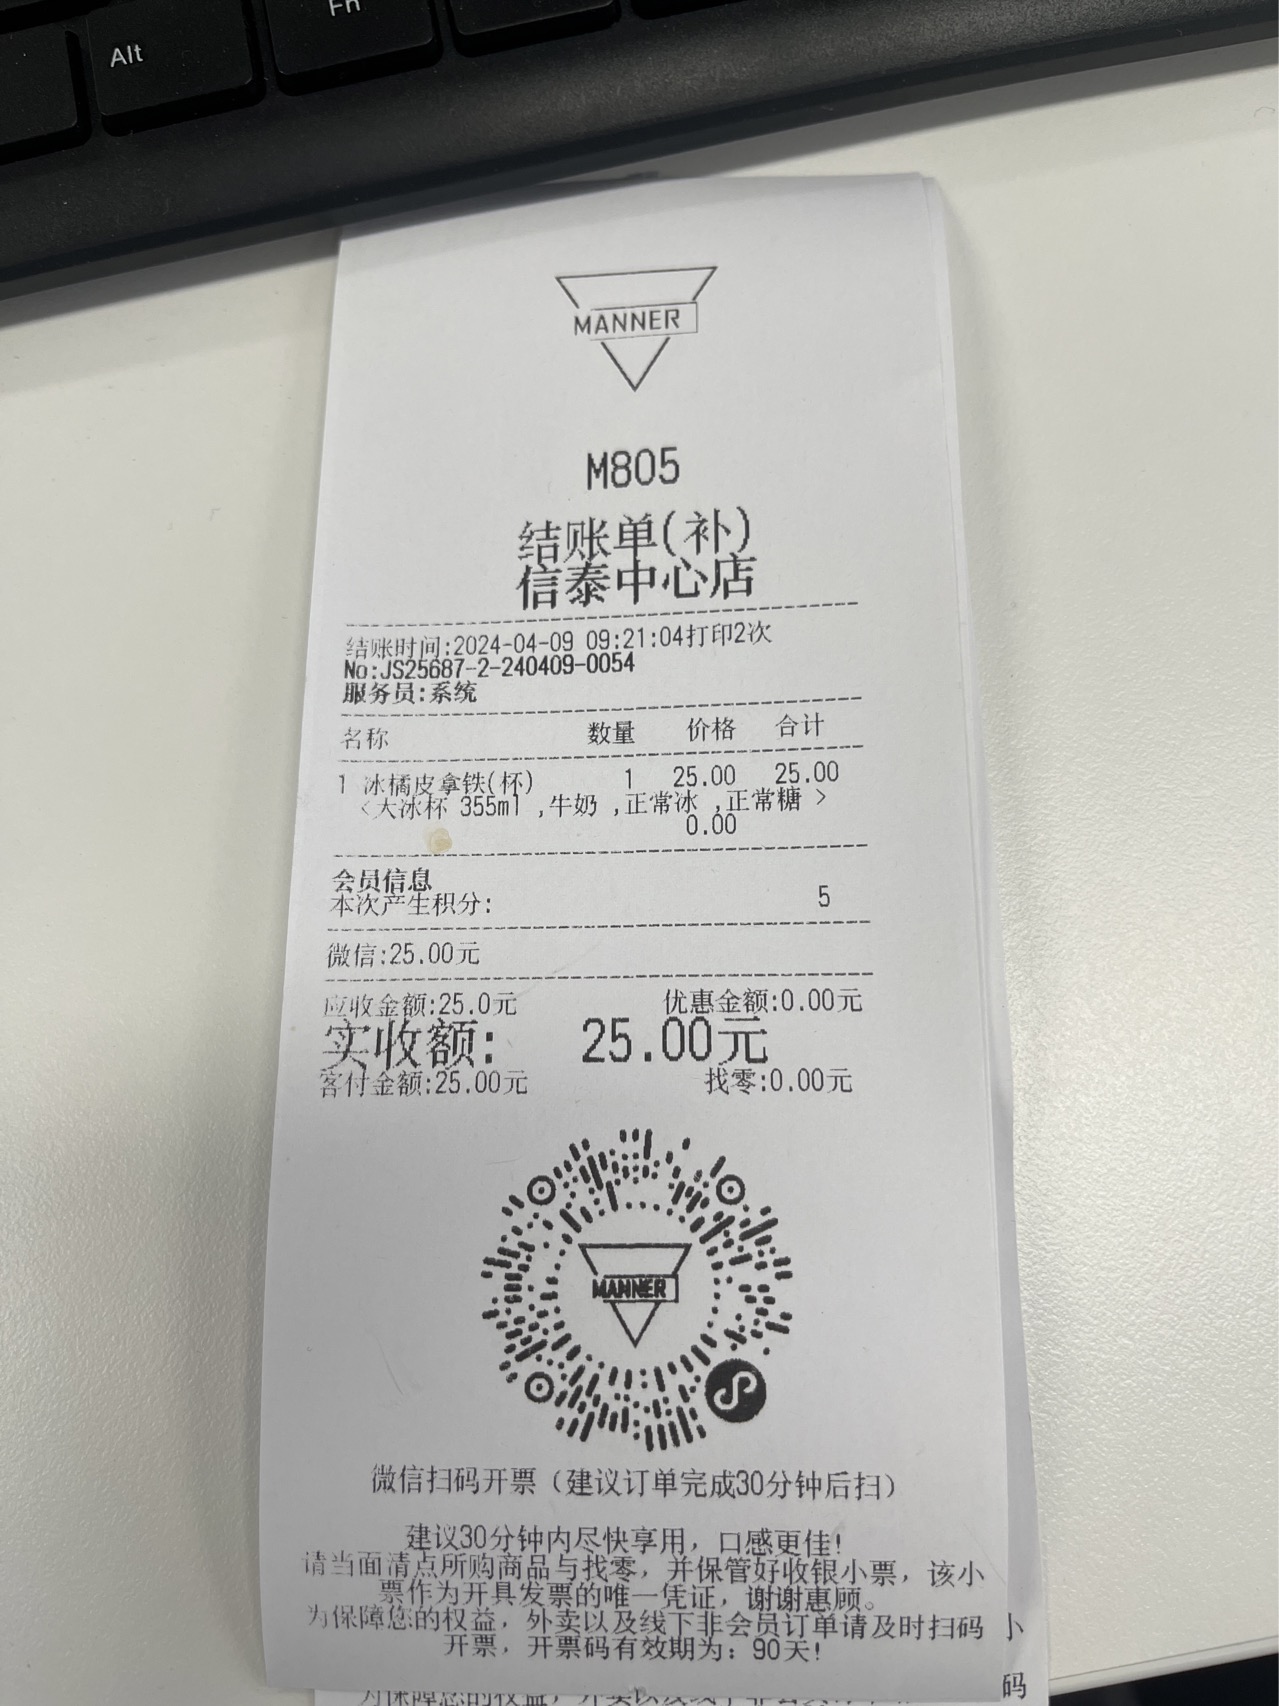 Alt
Fn
MANNER
M805
结账单(补)
信泰中心店
结账时间:2024-04-09 09:21:04打印2次
No:JS25687-2-240409-0054
服务员:系统
名称 数量 价格 合计
1 冰橘皮拿铁(杯) 1 25.00 25.00
<大冰杯 355ml ,牛奶 ,正常冰 ,正常糖 >
0.00
会员信息
本次产生积分: 5
微信:25.00元
应收金额:25.0元 优惠金额:0.00元
实收额: 25.00元
客付金额:25.00元 找零:0.00元
MANNER
微信扫码开票（建议订单完成30分钟后扫）
建议30分钟内尽快享用，口感更佳!
请当面清点所购商品与找零，并保管好收银小票，该小
票作为开具发票的唯一凭证，谢谢惠顾。
为保障您的权益，外卖以及线下非会员订单请及时扫码
开票，开票码有效期为：90天!
小
码